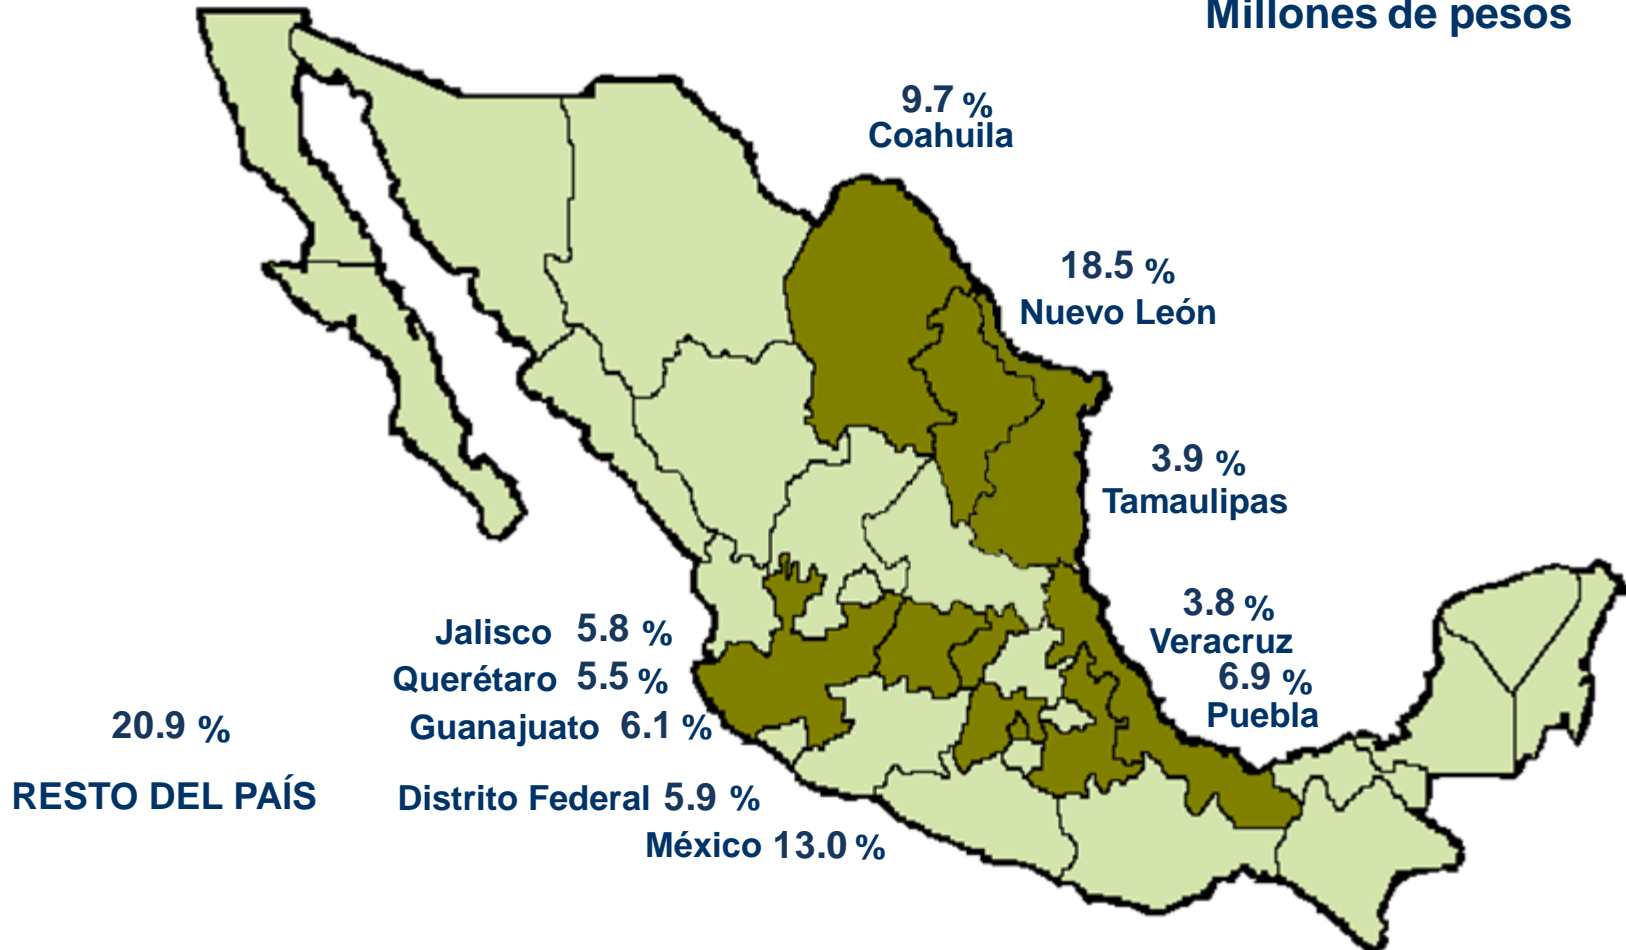 Millones de pesos
9.7 %
Coahuila
18.5 %
Nuevo León
3.9 %
Tamaulipas
3.8 %
Veracruz
6.9 %
Puebla
Jalisco 5.8 %
Querétaro 5.5 %
Guanajuato 6.1 %
20.9 %
RESTO DEL PAÍS
Distrito Federal 5.9 %
México 13.0 %